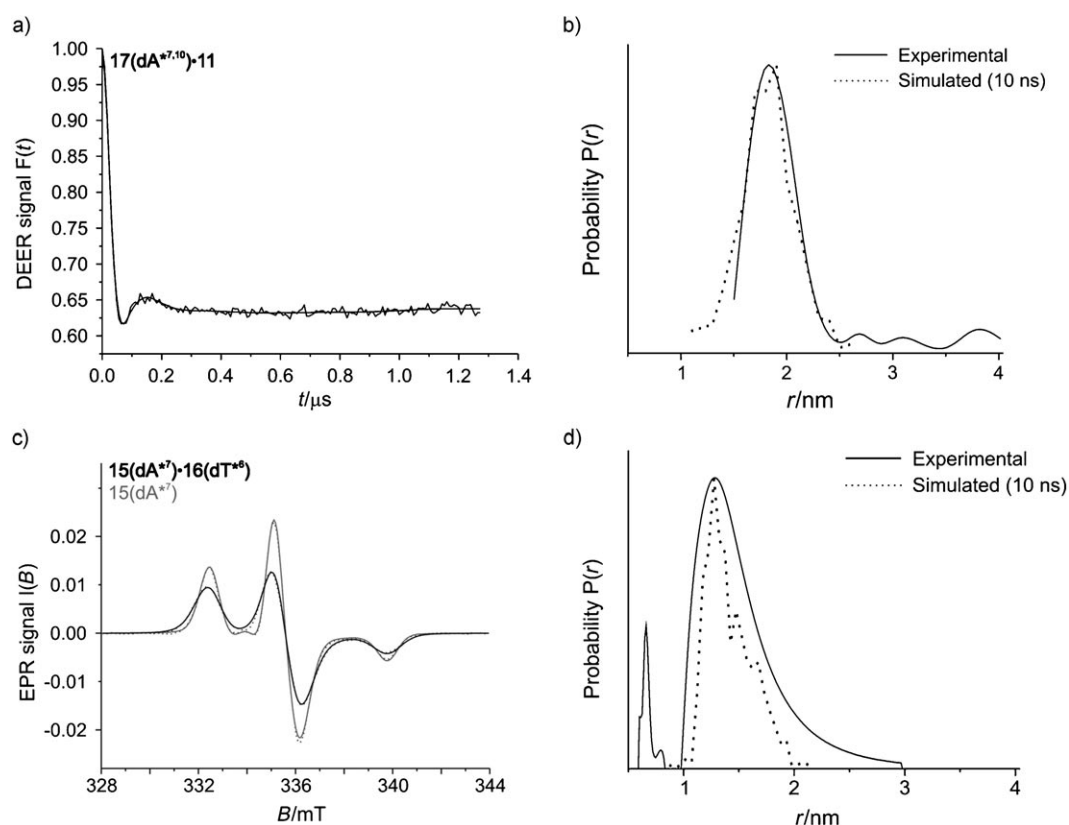 a)
17(dA*7,10)•11
1.00
0.95
0.90
0.85
0.80
0.75
0.70
0.65
0.60
DEER signal F(t)
0.0 0.2 0.4 0.6 0.8 1.0 1.2 1.4
t/μs
b)
Experimental
Simulated (10 ns)
Probability P(r)
1 2 3 4
r/nm
c)
15(dA*7)•16(dT*6)
15(dA*7)
0.02
0.01
0.00
-0.01
-0.02
EPR signal I(B)
328 332 336 340 344
B/mT
d)
Experimental
Simulated (10 ns)
Probability P(r)
1 2 3 4
r/nm